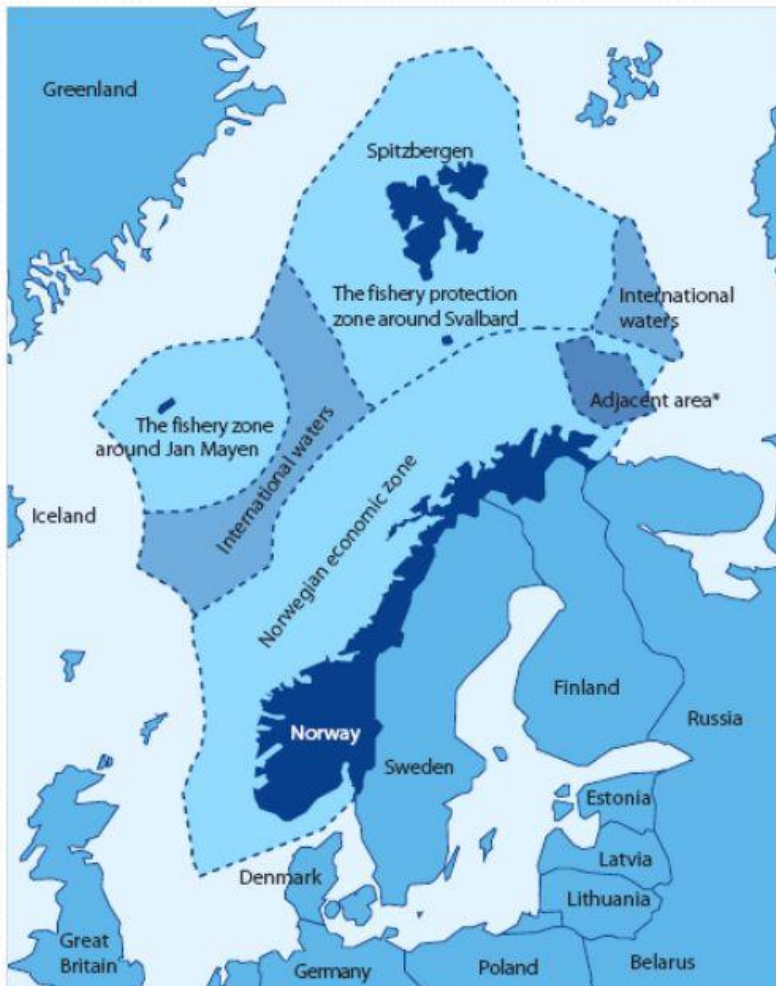 Greenland
Spitzbergen
The fishery protection
zone around Svalbard
International
waters
Adjacent area*
The fishery zone
around Jan Mayen
International waters
Iceland
Norwegian economic zone
Norway
Sweden
Finland
Russia
Estonia
Latvia
Lithuania
Denmark
Great
Britain
Germany
Poland
Belarus